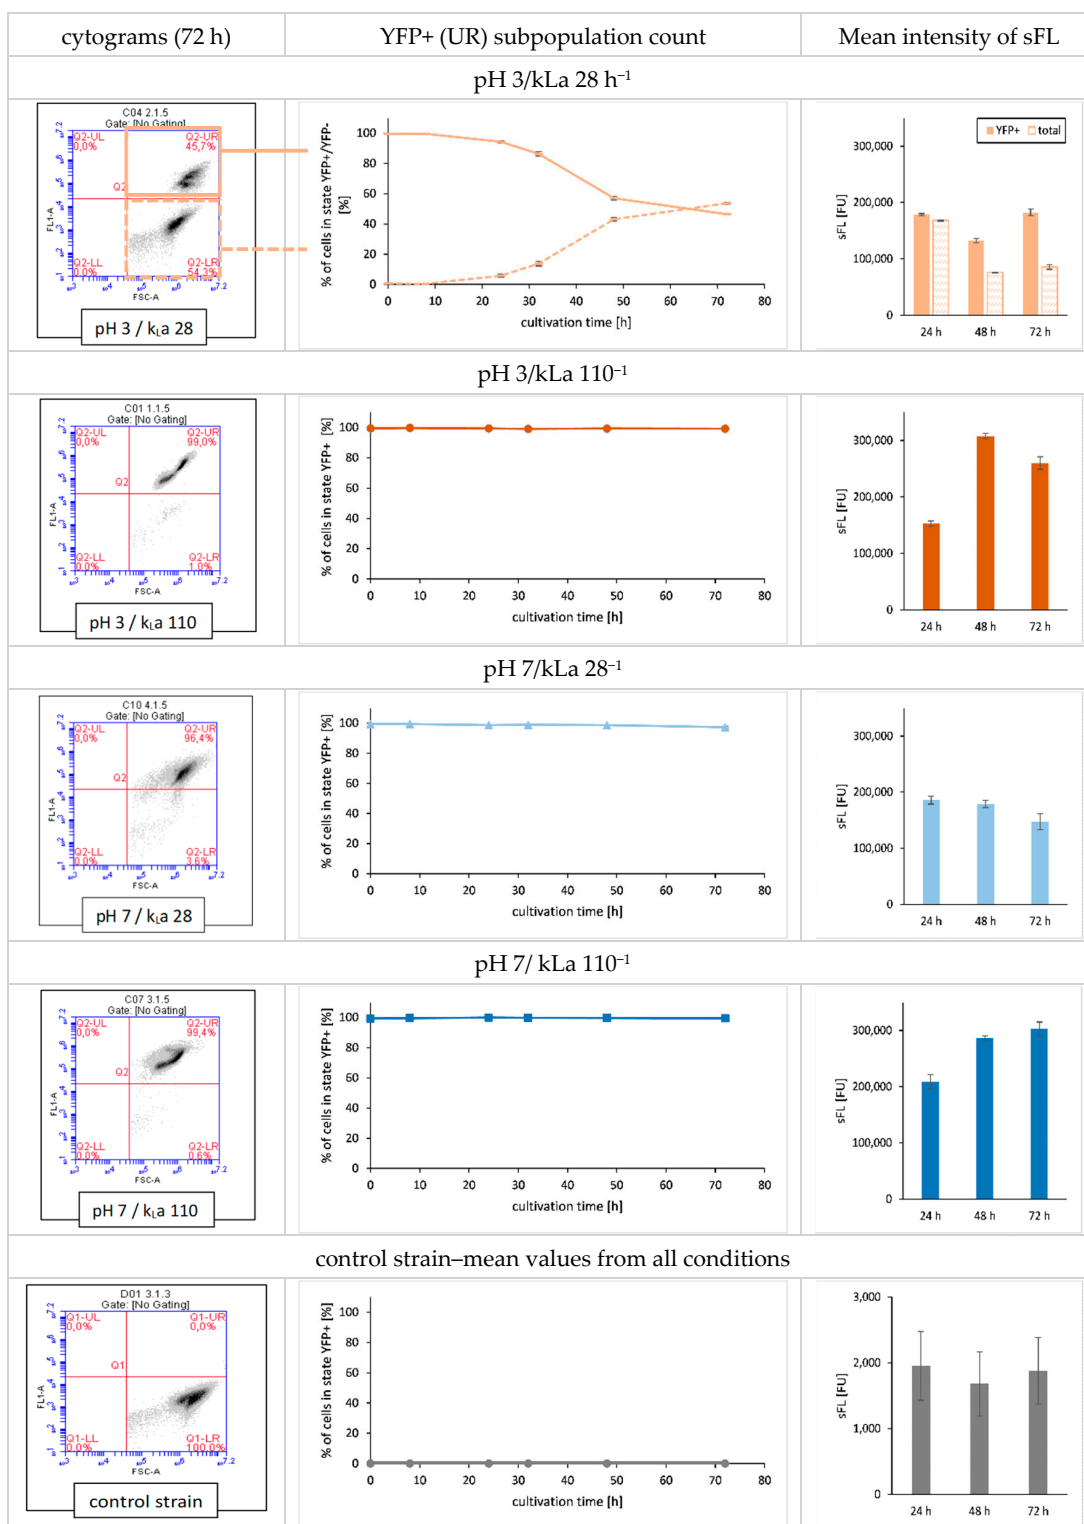 cytograms (72 h)
YFP+ (UR) subpopulation count
Mean intensity of sFL
pH 3/kLa 28 h⁻¹
C04 2.1.5
Gate: [No Gating]
Q2-UL
0,0%
Q2-UR
45,7%
Q2
Q2-LL
0.0%
Q2-LR
54,3%
FL1-A
FSC-A
pH 3 / kLa 28
% of cells in state YFP+/YFP-
[%]
100
80
60
40
20
0
0 10 20 30 40 50 60 70 80
cultivation time [h]
YFP+ total
sFL [FU]
300,000
200,000
100,000
0
24 h 48 h 72 h
pH 3/kLa 110⁻¹
C01 1.1.5
Gate: [No Gating]
Q2-UL
0,0%
Q2-UR
99,0%
Q2
Q2-LL
0.0%
Q2-LR
1.0%
FL1-A
FSC-A
pH 3 / kLa 110
% of cells in state YFP+ [%]
100
80
60
40
20
0
0 10 20 30 40 50 60 70 80
cultivation time [h]
sFL [FU]
300,000
200,000
100,000
0
24 h 48 h 72 h
pH 7/kLa 28⁻¹
C10 4.1.5
Gate: [No Gating]
Q2-UL
0,0%
Q2-UR
96,4%
Q2
Q2-LL
0.0%
Q2-LR
3.6%
FL1-A
FSC-A
pH 7 / kLa 28
% of cells in state YFP+ [%]
100
80
60
40
20
0
0 10 20 30 40 50 60 70 80
cultivation time [h]
sFL [FU]
300,000
200,000
100,000
0
24 h 48 h 72 h
pH 7/ kLa 110⁻¹
C07 3.1.5
Gate: [No Gating]
Q2-UL
0,0%
Q2-UR
99,4%
Q2
Q2-LL
0.0%
Q2-LR
0.6%
FL1-A
FSC-A
pH 7 / kLa 110
% of cells in state YFP+ [%]
100
80
60
40
20
0
0 10 20 30 40 50 60 70 80
cultivation time [h]
sFL [FU]
300,000
200,000
100,000
0
24 h 48 h 72 h
control strain–mean values from all conditions
D01 3.1.3
Gate: [No Gating]
Q1-UL
0,0%
Q1-UR
0,0%
Q1
Q1-LL
0.0%
Q1-LR
100.0%
FL1-A
FSC-A
control strain
% of cells in state YFP+ [%]
100
80
60
40
20
0
0 10 20 30 40 50 60 70 80
cultivation time [h]
sFL [FU]
3,000
2,000
1,000
0
24 h 48 h 72 h